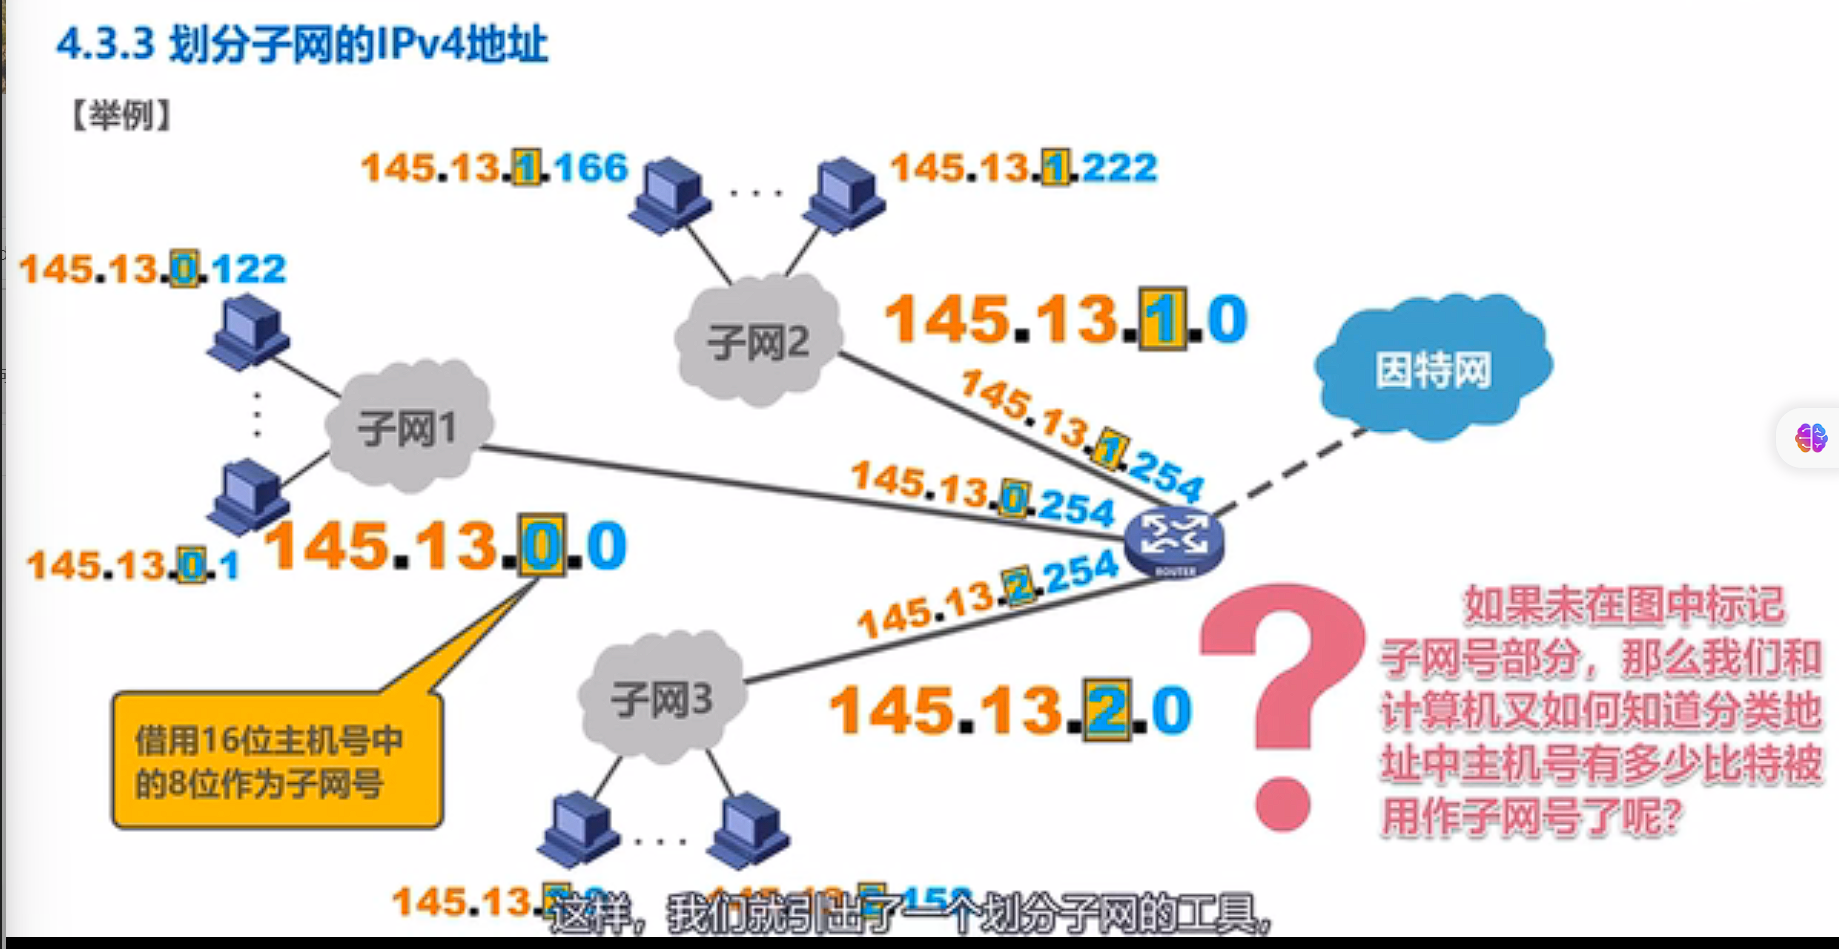 4.3.3 划分子网的IPv4地址
【举例】
145.13.1.166
145.13.1.222
145.13.0.122
子网2
145.13.1.0
因特网
子网1
145.13.1.254
145.13.0.254
145.13.0.1
145.13.0.0
ROUTER
145.13.2.254
子网3
145.13.2.0
借用16位主机号中
的8位作为子网号
如果未在图中标记
子网号部分，那么我们和
计算机又如何知道分类地
址中主机号有多少比特被
用作子网号了呢？
145.13.
这样，我们就引出了一个划分子网的工具，